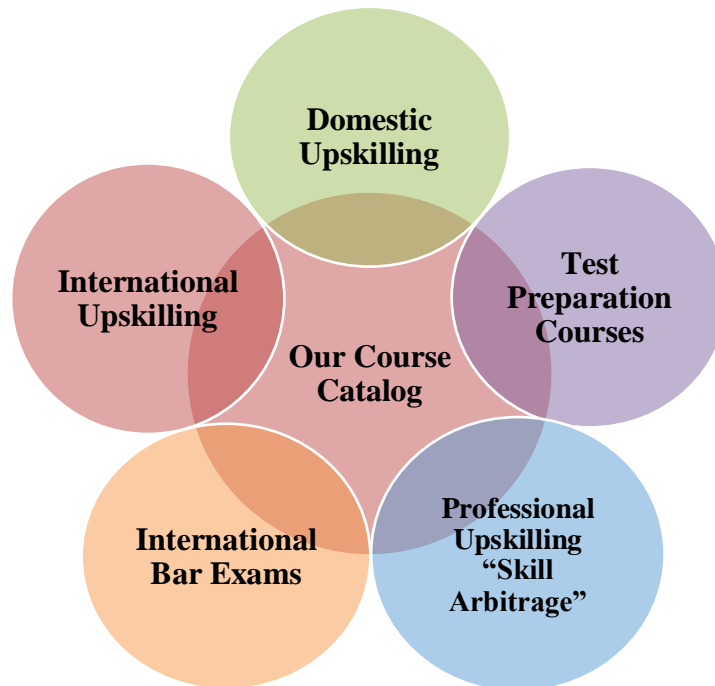 Domestic
Upskilling
International
Upskilling
Test
Preparation
Courses
Our Course
Catalog
International
Bar Exams
Professional
Upskilling
“Skill
Arbitrage”